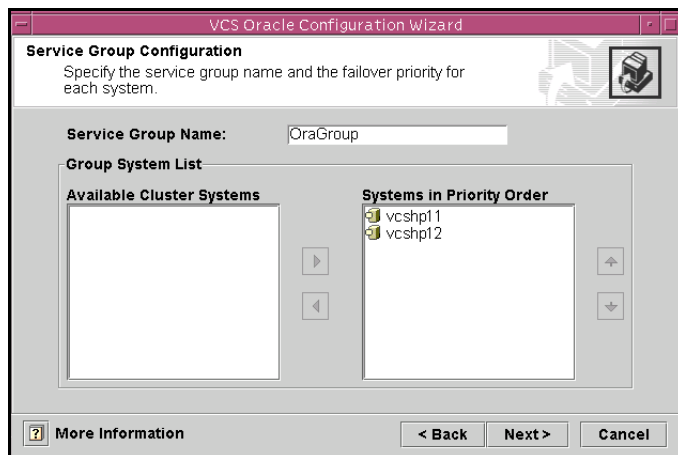 VCS Oracle Configuration Wizard
Service Group Configuration
Specify the service group name and the failover priority for
each system.
Service Group Name: OraGroup
Group System List
Available Cluster Systems Systems in Priority Order
vcshp11
vcshp12
More Information < Back Next > Cancel